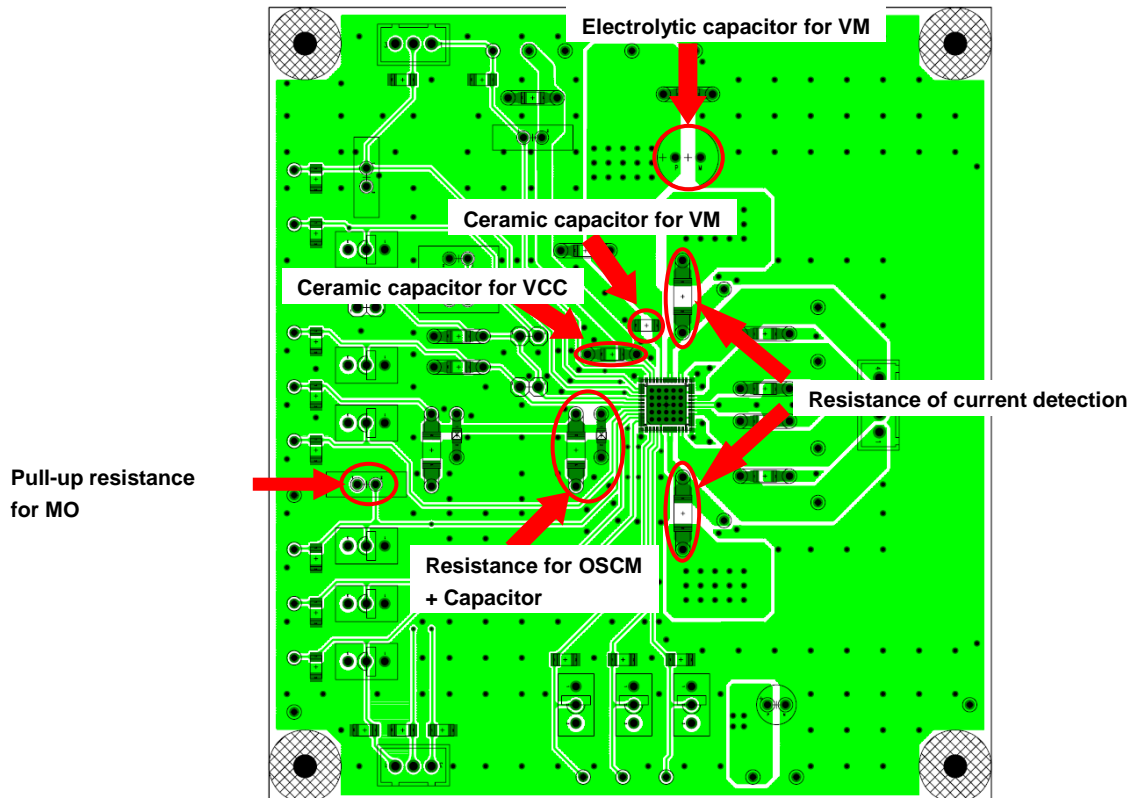 Electrolytic capacitor for VM
Ceramic capacitor for VM
Ceramic capacitor for VCC
Resistance of current detection
Pull-up resistance
for MO
Resistance for OSCM
+ Capacitor